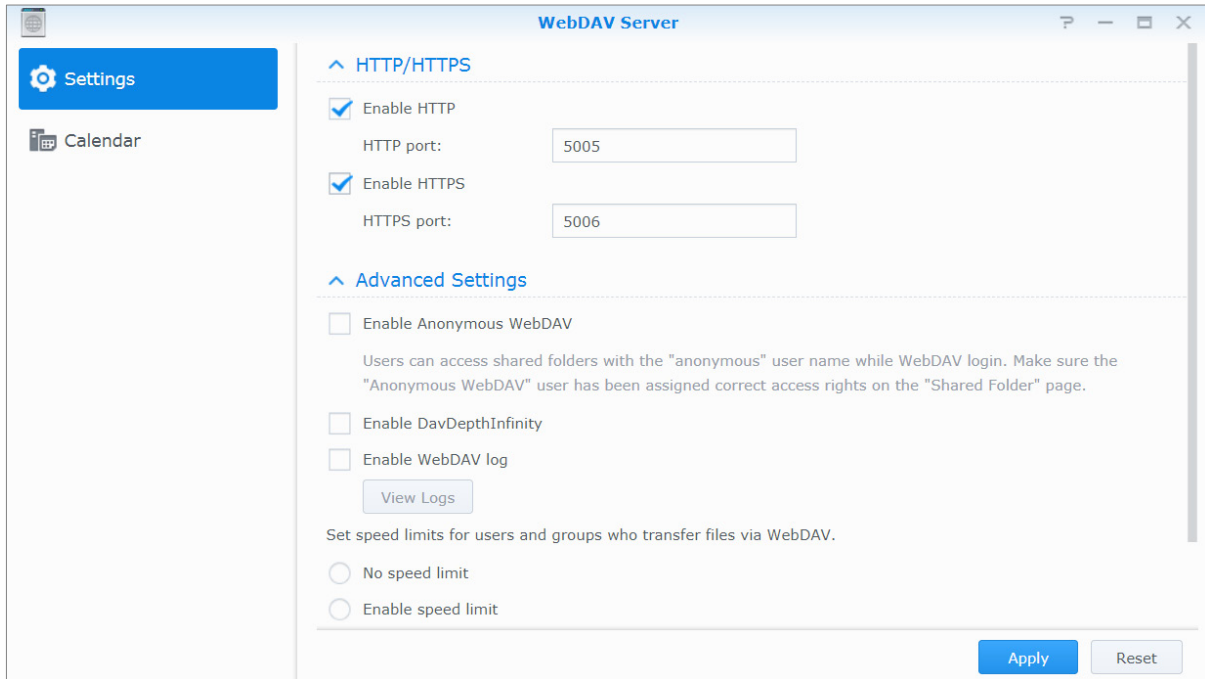 WebDAV Server
Settings
Calendar
HTTP/HTTPS
Enable HTTP
HTTP port: 5005
Enable HTTPS
HTTPS port: 5006
Advanced Settings
Enable Anonymous WebDAV
Users can access shared folders with the "anonymous" user name while WebDAV login. Make sure the
"Anonymous WebDAV" user has been assigned correct access rights on the "Shared Folder" page.
Enable DavDepthInfinity
Enable WebDAV log
View Logs
Set speed limits for users and groups who transfer files via WebDAV.
No speed limit
Enable speed limit
Apply Reset